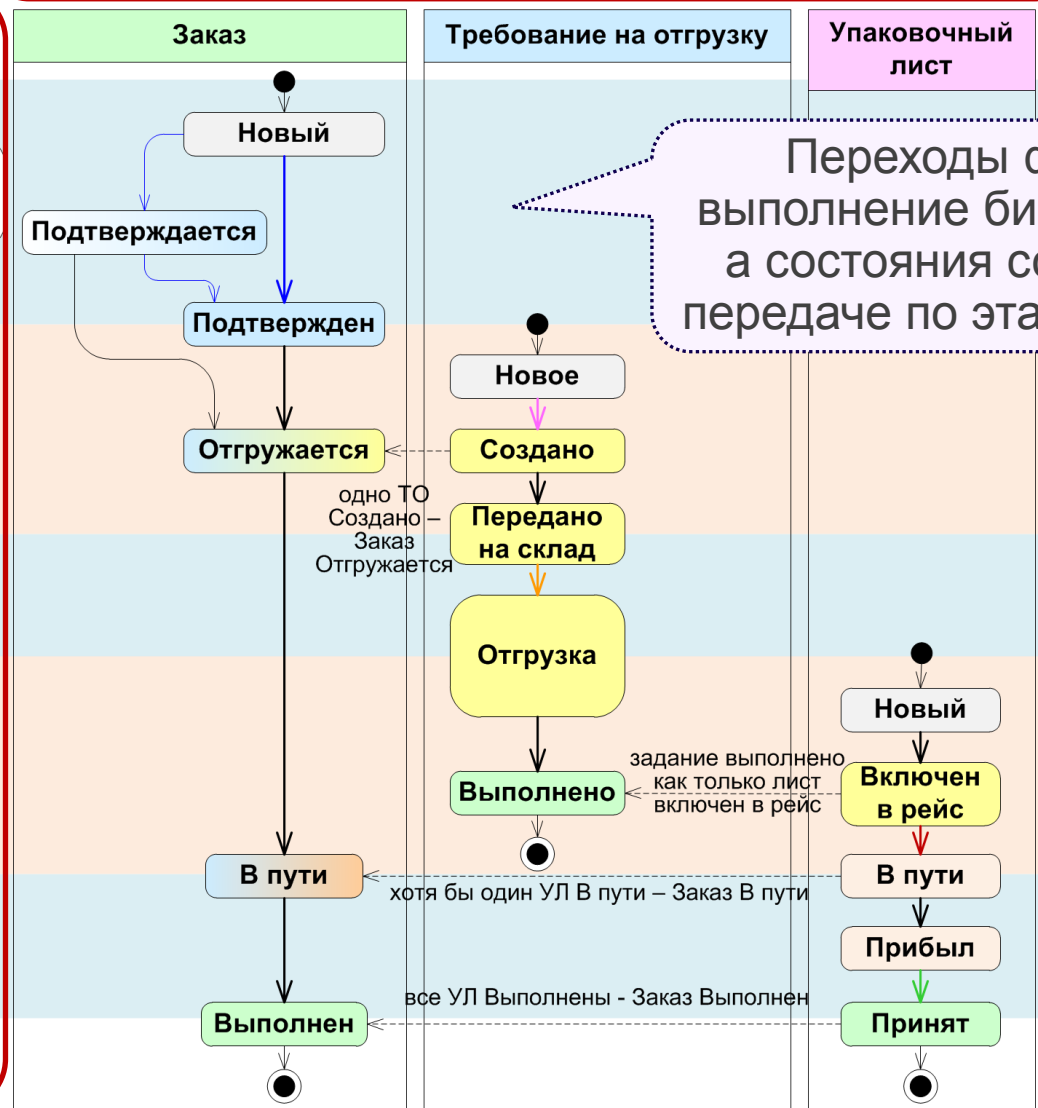 Заказ
Требование на отгрузку
Упаковочный
лист
Новый
Переходы
выполнение
а состояния
передаче по
Подтверждается
Подтвержден
Новое
Отгружается
Создано
одно ТО
Создано –
Заказ
Отгружается
Передано
на склад
Отгрузка
Новый
задание выполнено
как только лист
включен в рейс
Выполнено
Включен
в рейс
В пути
В пути
хотя бы один УЛ В пути – Заказ В пути
Прибыл
все УЛ Выполнены - Заказ Выполнен
Выполнен
Принят